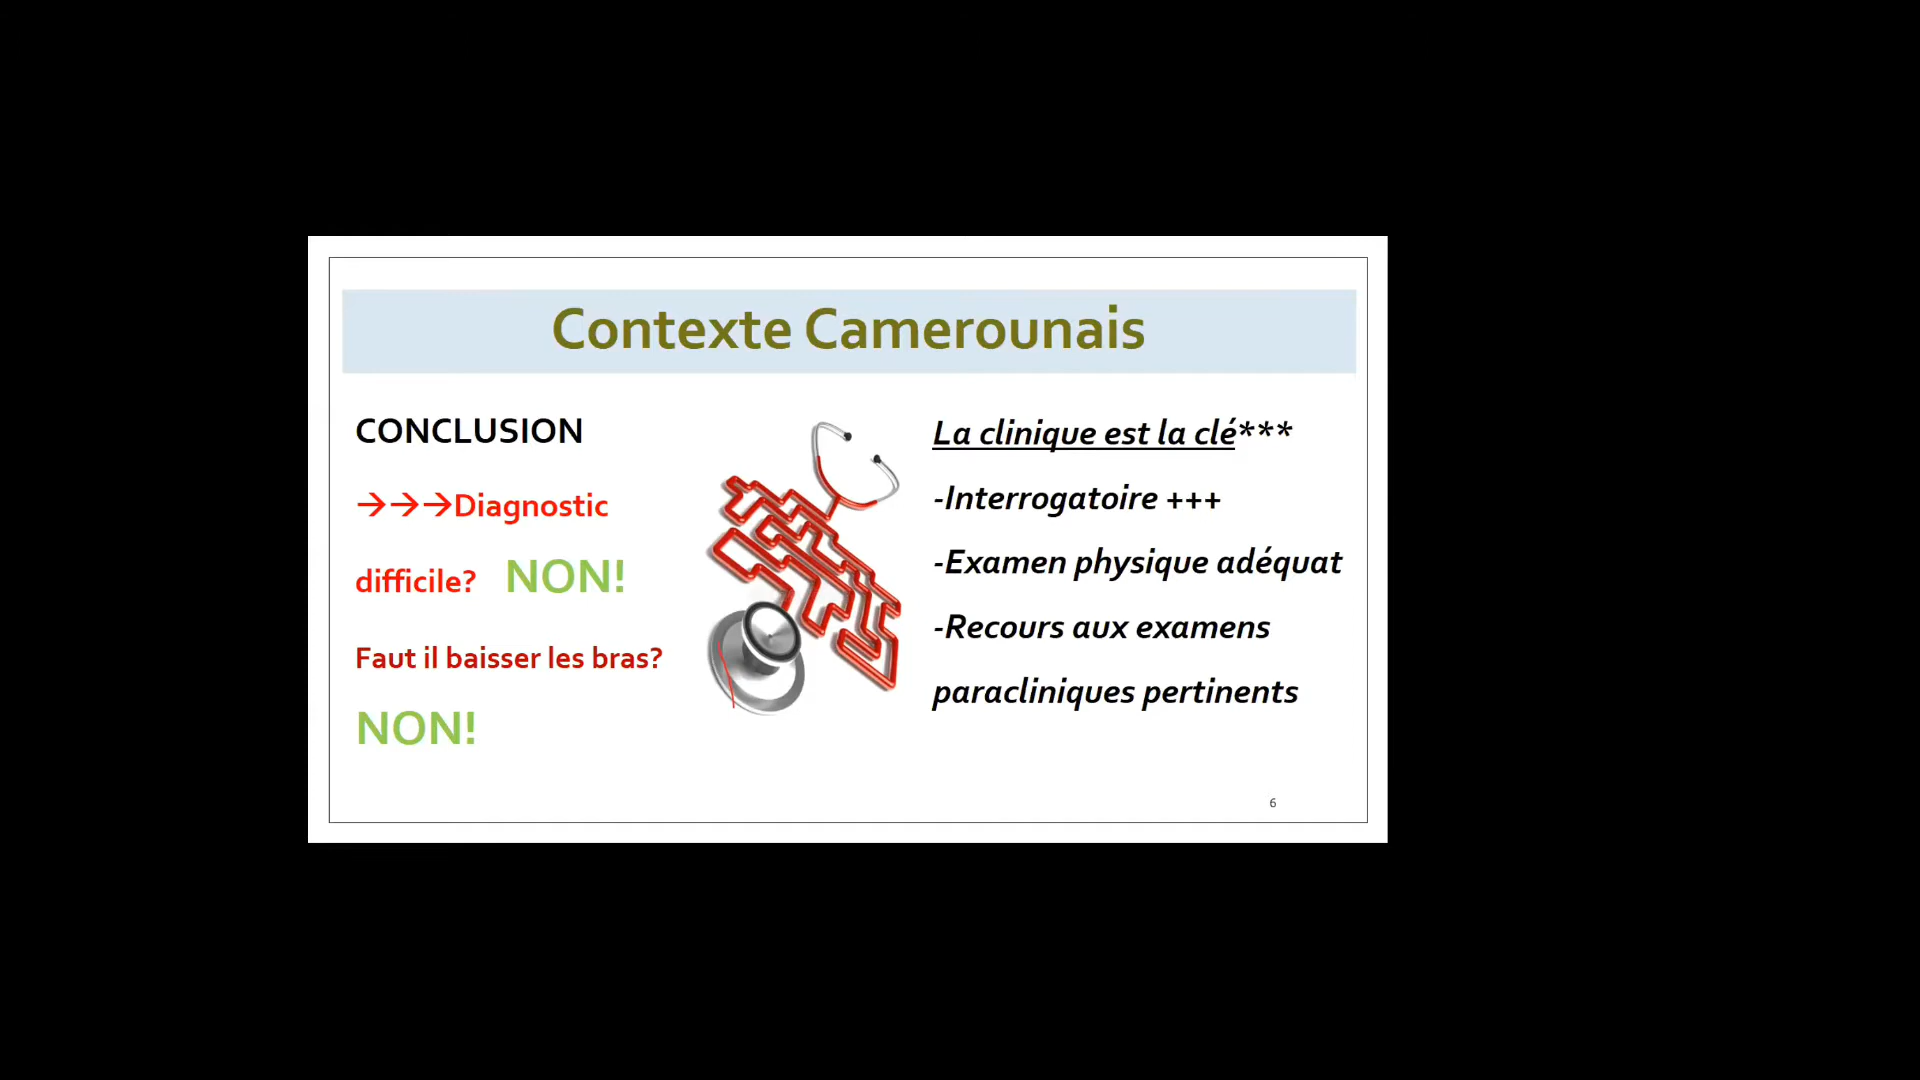 Contexte Camerounais
CONCLUSION
→→→Diagnostic
difficile? NON!
Faut il baisser les bras?
NON!
La clinique est la clé***
-Interrogatoire +++
-Examen physique adéquat
-Recours aux examens
paracliniques pertinents
6